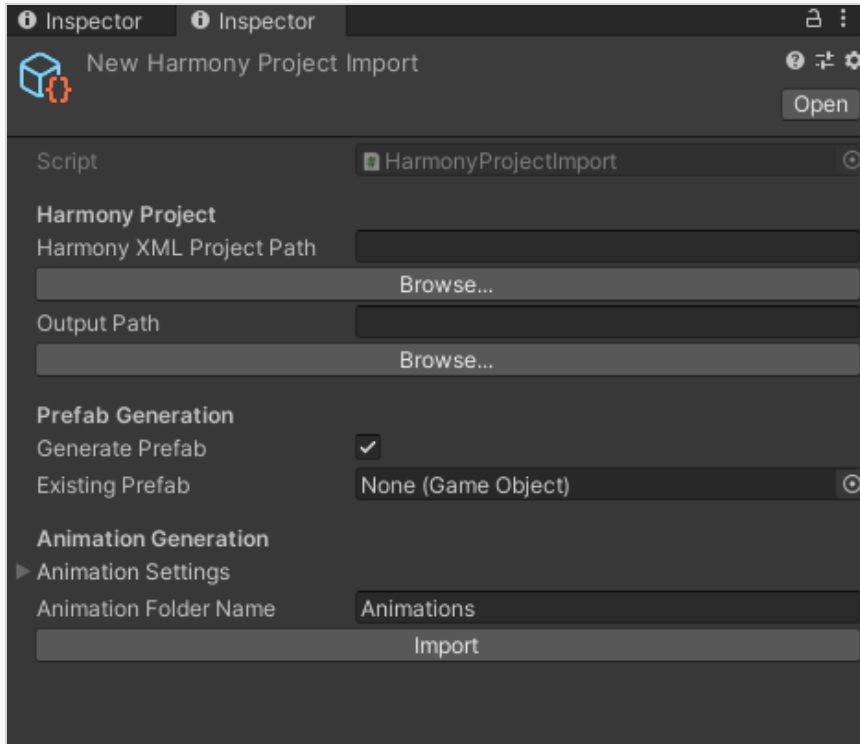 Inspector Inspector
New Harmony Project Import
Open
Script HarmonyProjectImport
Harmony Project
Harmony XML Project Path
Browse...
Output Path
Browse...
Prefab Generation
Generate Prefab
Existing Prefab None (Game Object)
Animation Generation
Animation Settings
Animation Folder Name Animations
Import